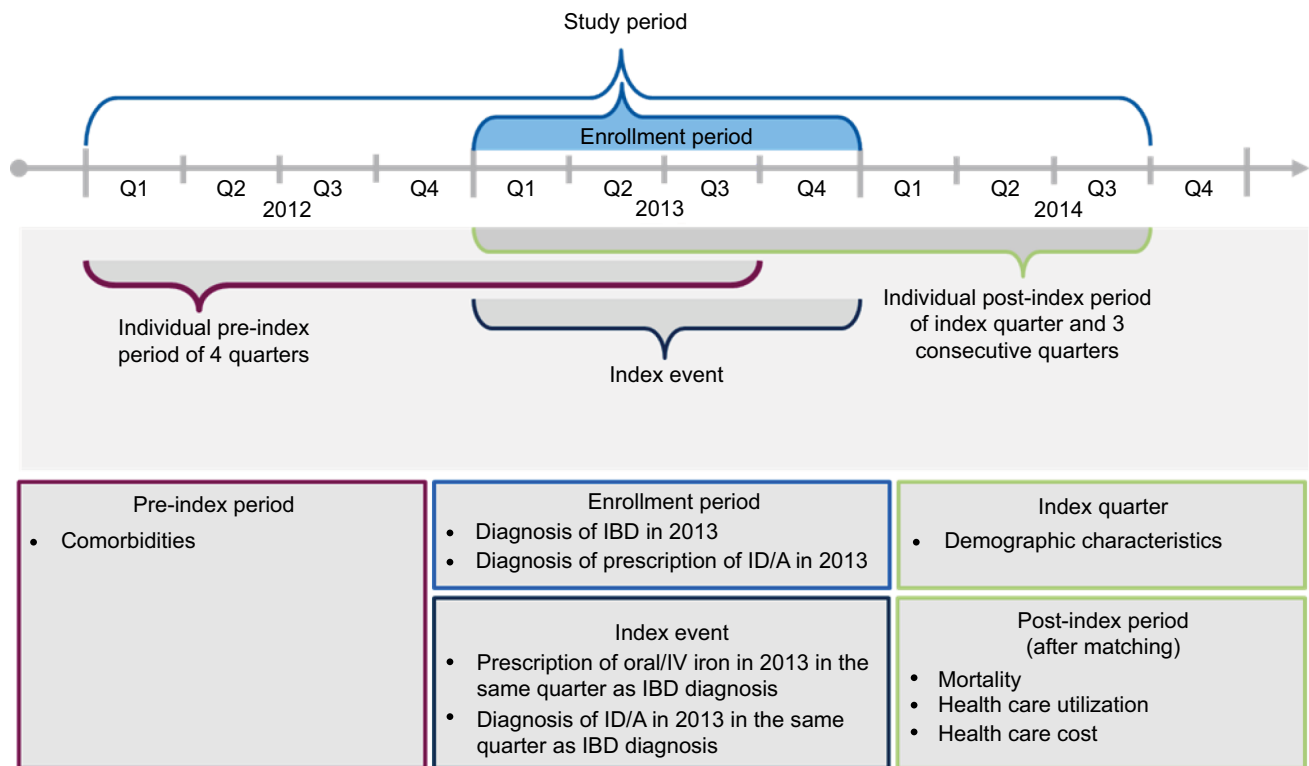 Study period
Enrollment period
Q1 Q2 Q3 Q4 Q1 Q2 Q3 Q4 Q1 Q2 Q3 Q4
2012 2013 2014
Individual pre-index
period of 4 quarters
Index event
Individual post-index period
of index quarter and 3
consecutive quarters
Pre-index period
• Comorbidities
Enrollment period
• Diagnosis of IBD in 2013
• Diagnosis of prescription of ID/A in 2013
Index event
• Prescription of oral/IV iron in 2013 in the
same quarter as IBD diagnosis
• Diagnosis of ID/A in 2013 in the same
quarter as IBD diagnosis
Index quarter
• Demographic characteristics
Post-index period
(after matching)
• Mortality
• Health care utilization
• Health care cost